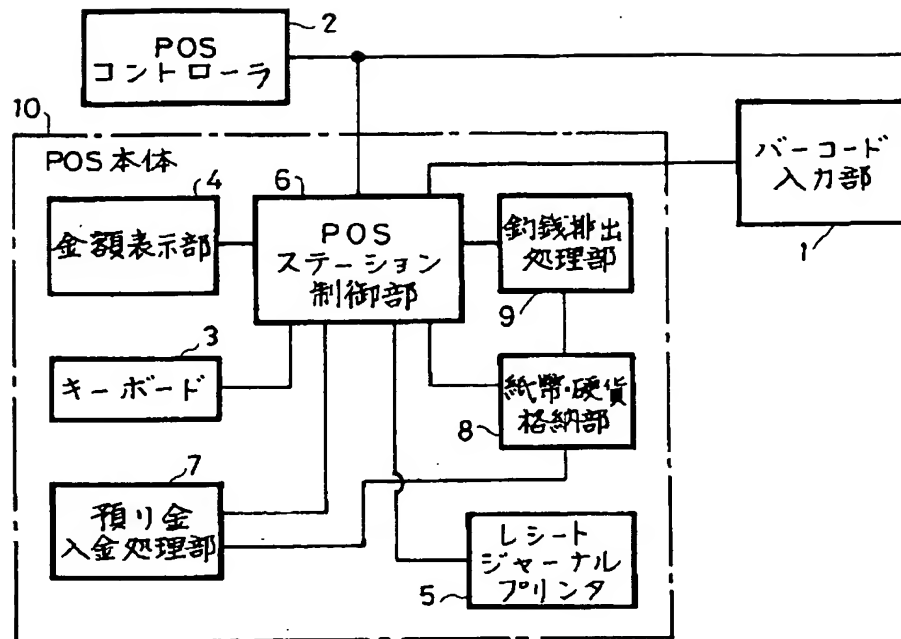 2
POS
コントローラ
10
POS本体
4
金額表示部
6
POS
ステーション
制御部
釣銭排出
処理部
9
バーコード
入力部
1
3
キーボード
紙幣・硬貨
格納部
8
7
預り金
入金処理部
レシート
ジャーナル
プリンタ
5